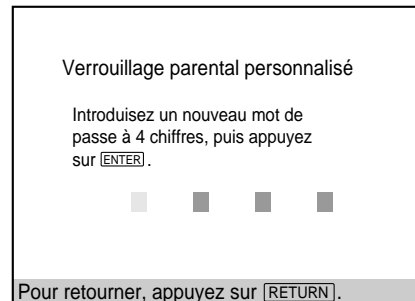 Verrouillage parental personnalisé
Introduisez un nouveau mot de
passe à 4 chiffres, puis appuyez
sur ENTER.
Pour retourner, appuyez sur RETURN.